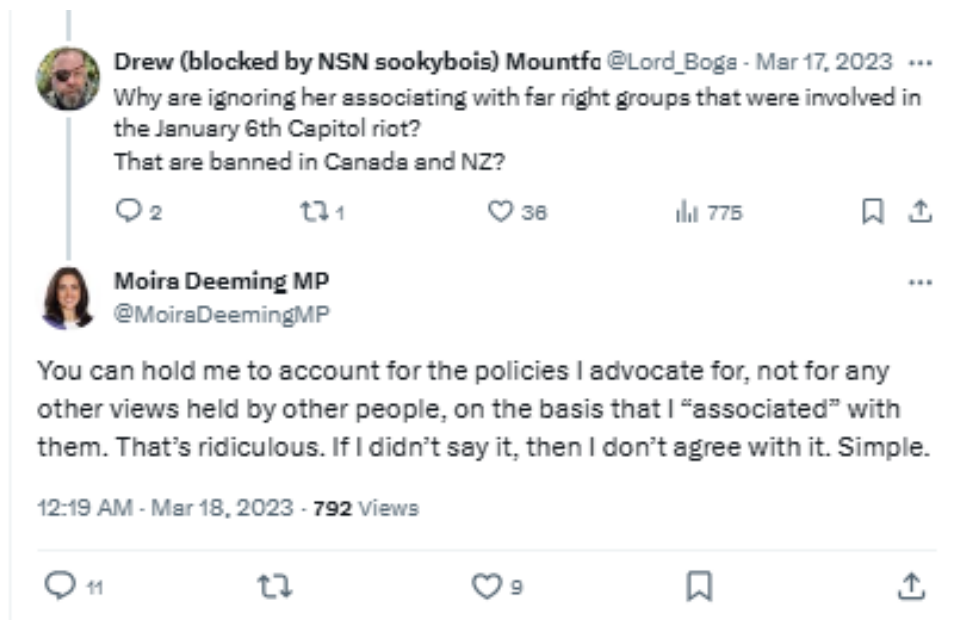 Drew (blocked by NSN sookybois) Mountfo @Lord_Boga · Mar 17, 2023 ···
Why are ignoring her associating with far right groups that were involved in
the January 6th Capitol riot?
That are banned in Canada and NZ?
2 1 36 775
Moira Deeming MP ···
@MoiraDeemingMP
You can hold me to account for the policies I advocate for, not for any
other views held by other people, on the basis that I “associated” with
them. That’s ridiculous. If I didn’t say it, then I don’t agree with it. Simple.
12:19 AM · Mar 18, 2023 · 792 Views
11 9